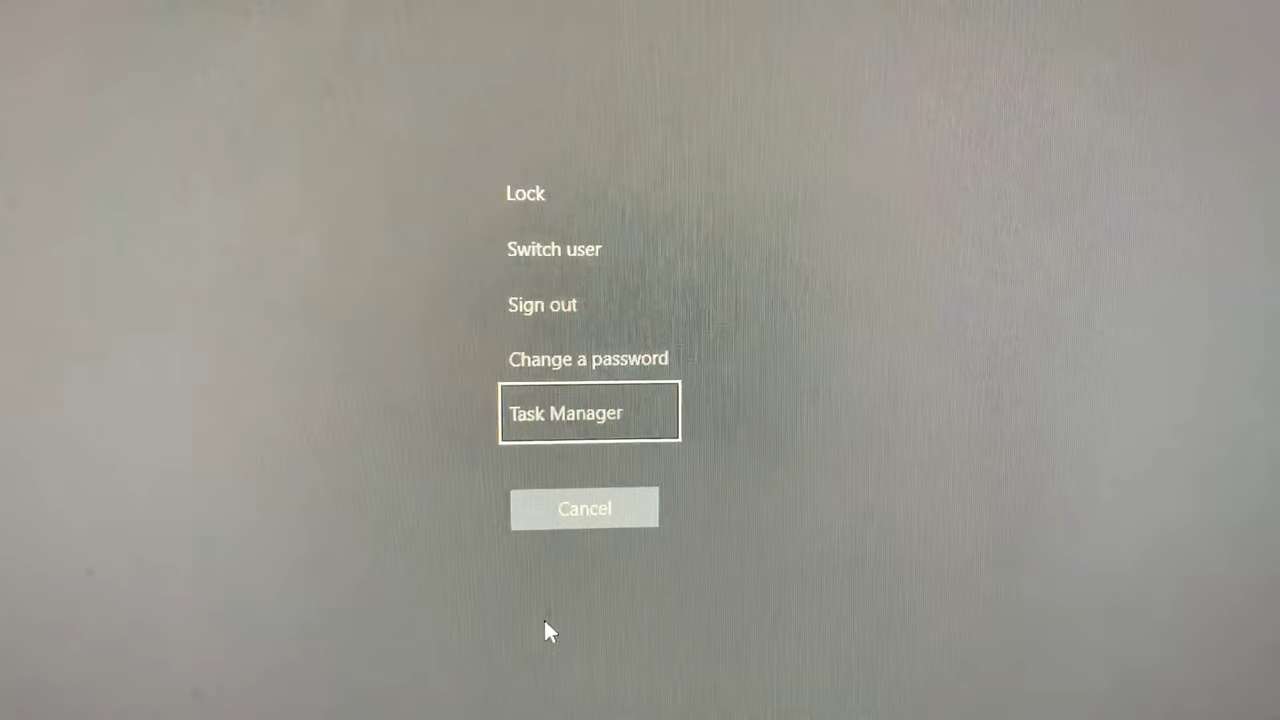 Lock
Switch user
Sign out
Change a password
Task Manager
Cancel